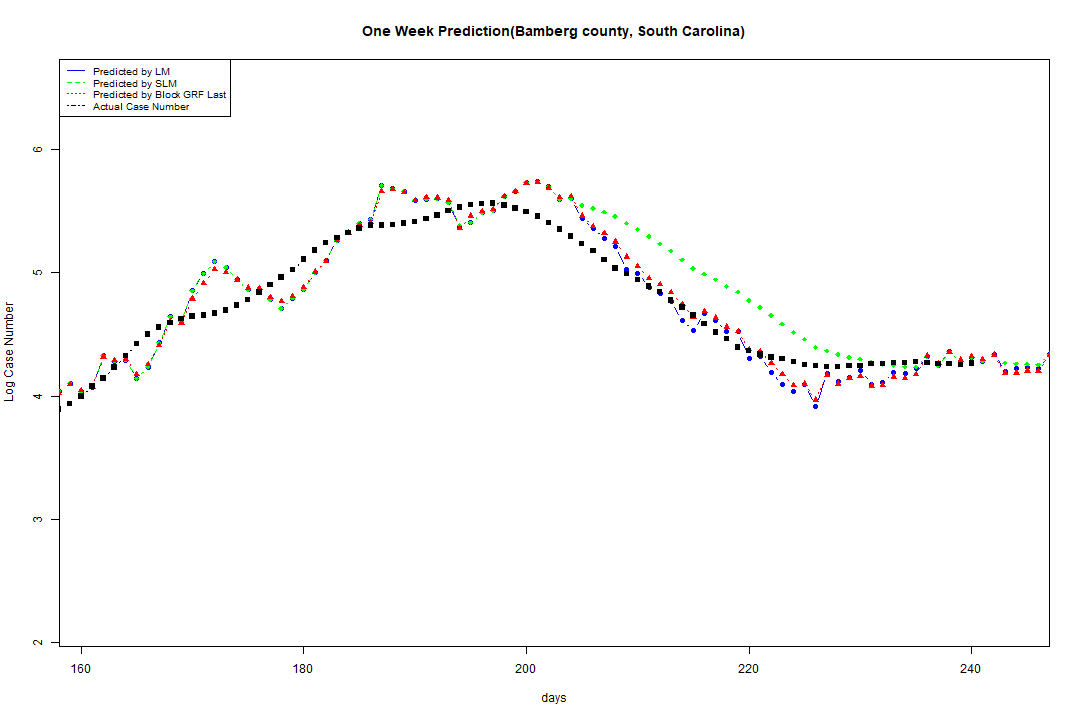 One Week Prediction(Bamberg county, South Carolina)
Predicted by LM
Predicted by SLM
Predicted by Block GRF Last
Actual Case Number
6
5
4
3
2
Log Case Number
160 180 200 220 240
days